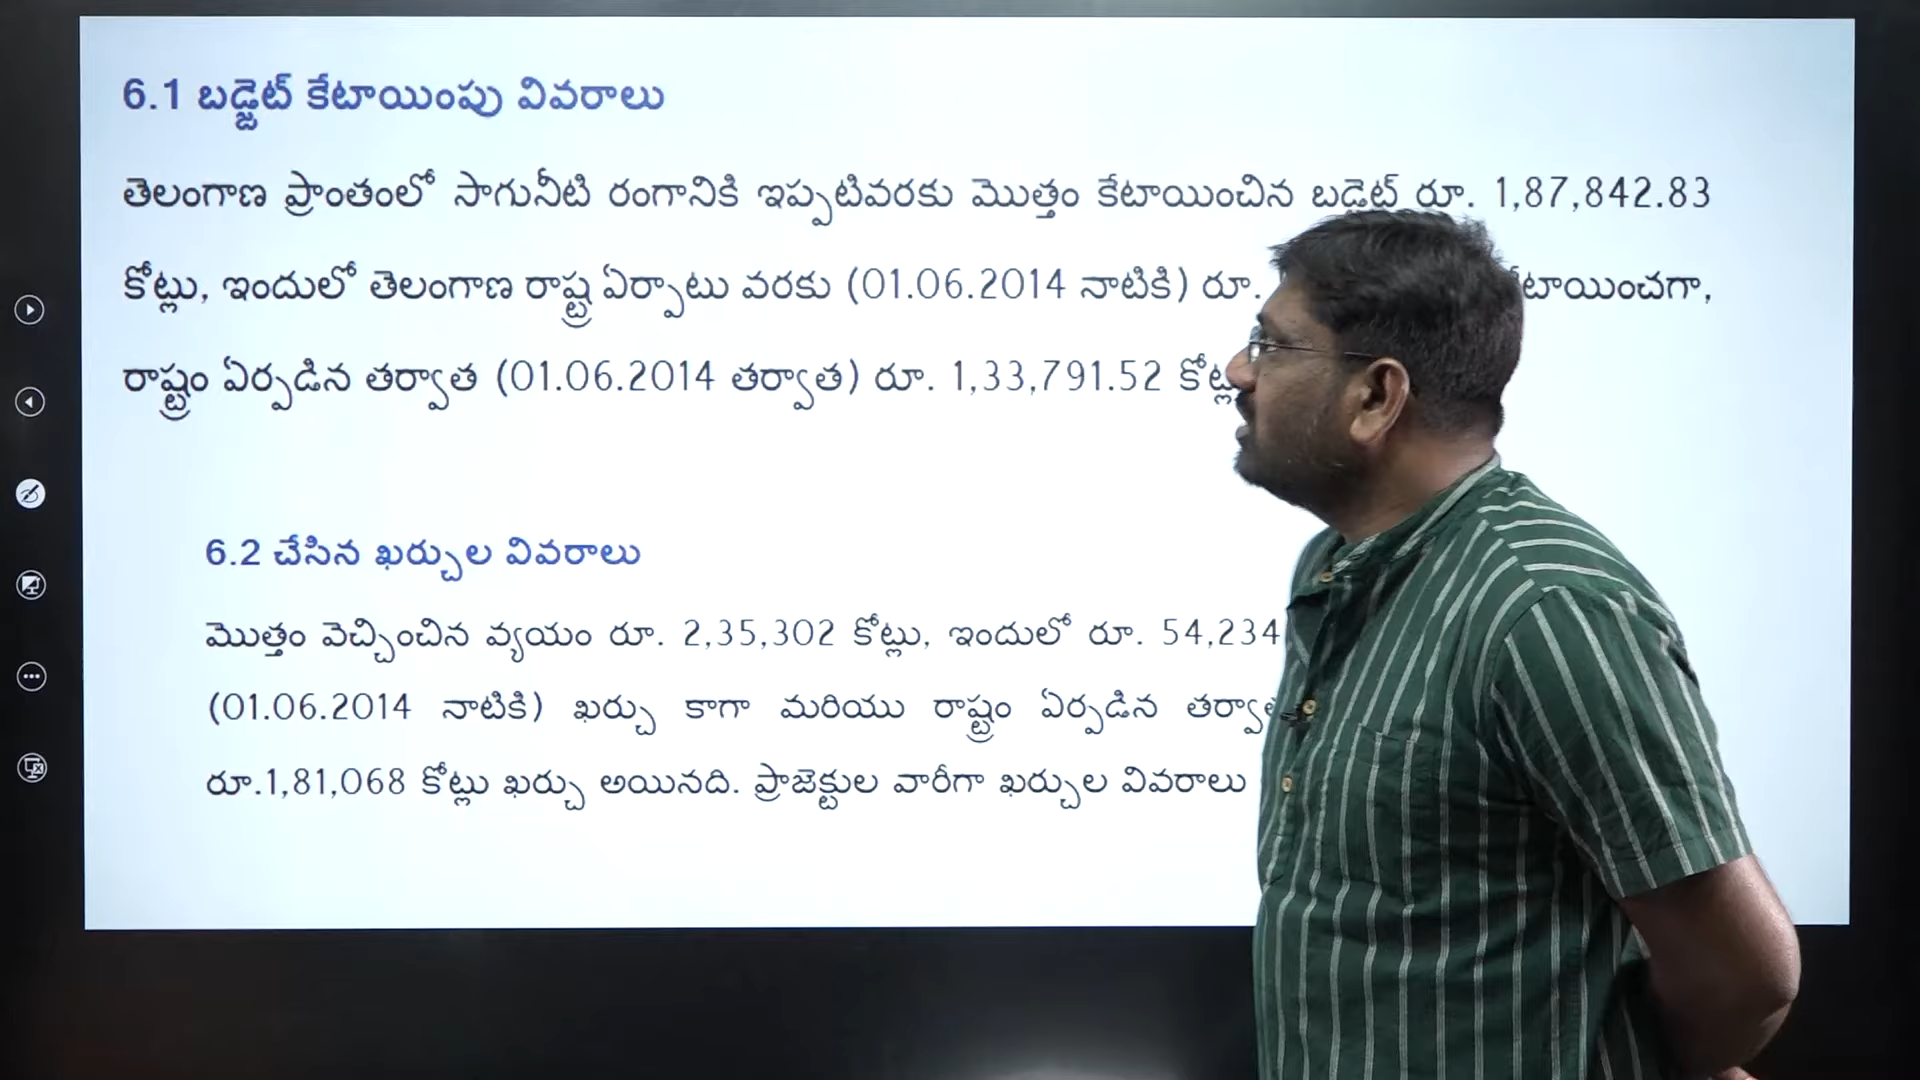 6.1 బడ్జెట్ కేటాయింపు వివరాలు
తెలంగాణ ప్రాంతంలో సాగునీటి రంగానికి ఇప్పటివరకు మొత్తం కేటాయించిన బడ్జెట్ రూ. 1,87,842.83
కోట్లు, ఇందులో తెలంగాణ రాష్ట్ర ఏర్పాటు వరకు (01.06.2014 నాటికి) రూ.
రాష్ట్రం ఏర్పడిన తర్వాత (01.06.2014 తర్వాత) రూ. 1,33,791.52
6.2 చేసిన ఖర్చుల వివరాలు
మొత్తం వెచ్చించిన వ్యయం రూ. 2,35,302 కోట్లు, ఇందులో రూ. 54,234
(01.06.2014 నాటికి) ఖర్చు కాగా మరియు రాష్ట్రం ఏర్పడిన
రూ.1,81,068 కోట్లు ఖర్చు అయినది. ప్రాజెక్టుల వారీగా ఖర్చుల వివరాలు